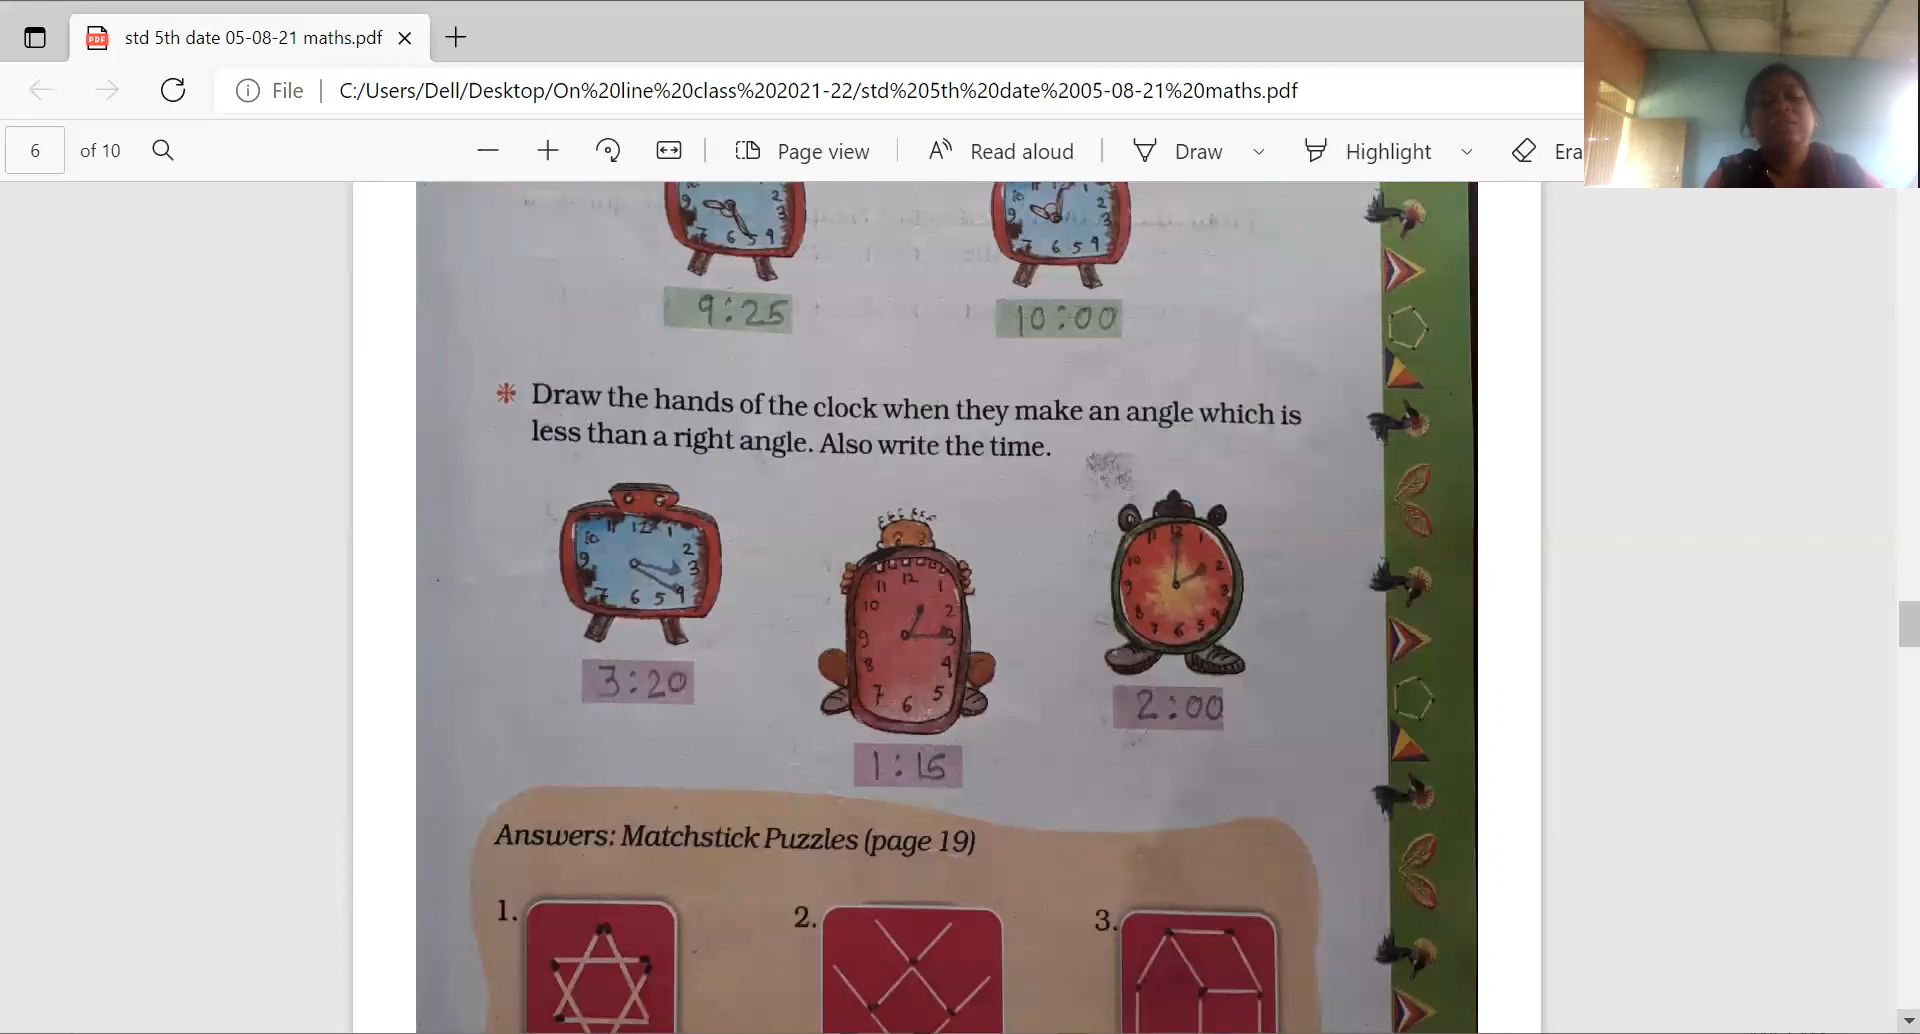 std 5th date 05-08-21 maths.pdf
File
C:/Users/Dell/Desktop/On%20line%20class%202021-22/std%205th%20date%2005-08-21%20maths.pdf
6 of 10
Page view
Read aloud
Draw
Highlight
Era
9:25
10:00
Draw the hands of the clock when they make an angle which is
less than a right angle. Also write the time.
3:20
1:15
2:00
Answers: Matchstick Puzzles (page 19)
1.
2.
3.